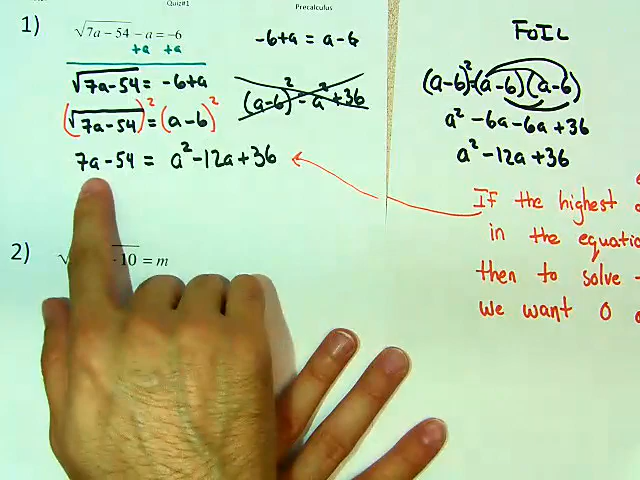 Quiz#1
Precalculus
1) √7a − 54 − a = −6
+a +a
√7a-54 = -6+a
(√7a-54)² = (a-6)²
7a-54 = a²-12a+36
-6+a = a-6
(a-6)² = a² + 36
FOIL
(a-6)² = (a-6)(a-6)
a² -6a-6a+36
a² -12a+36
If the highest
in the
then to solve
we want 0
2) √ -10 = m